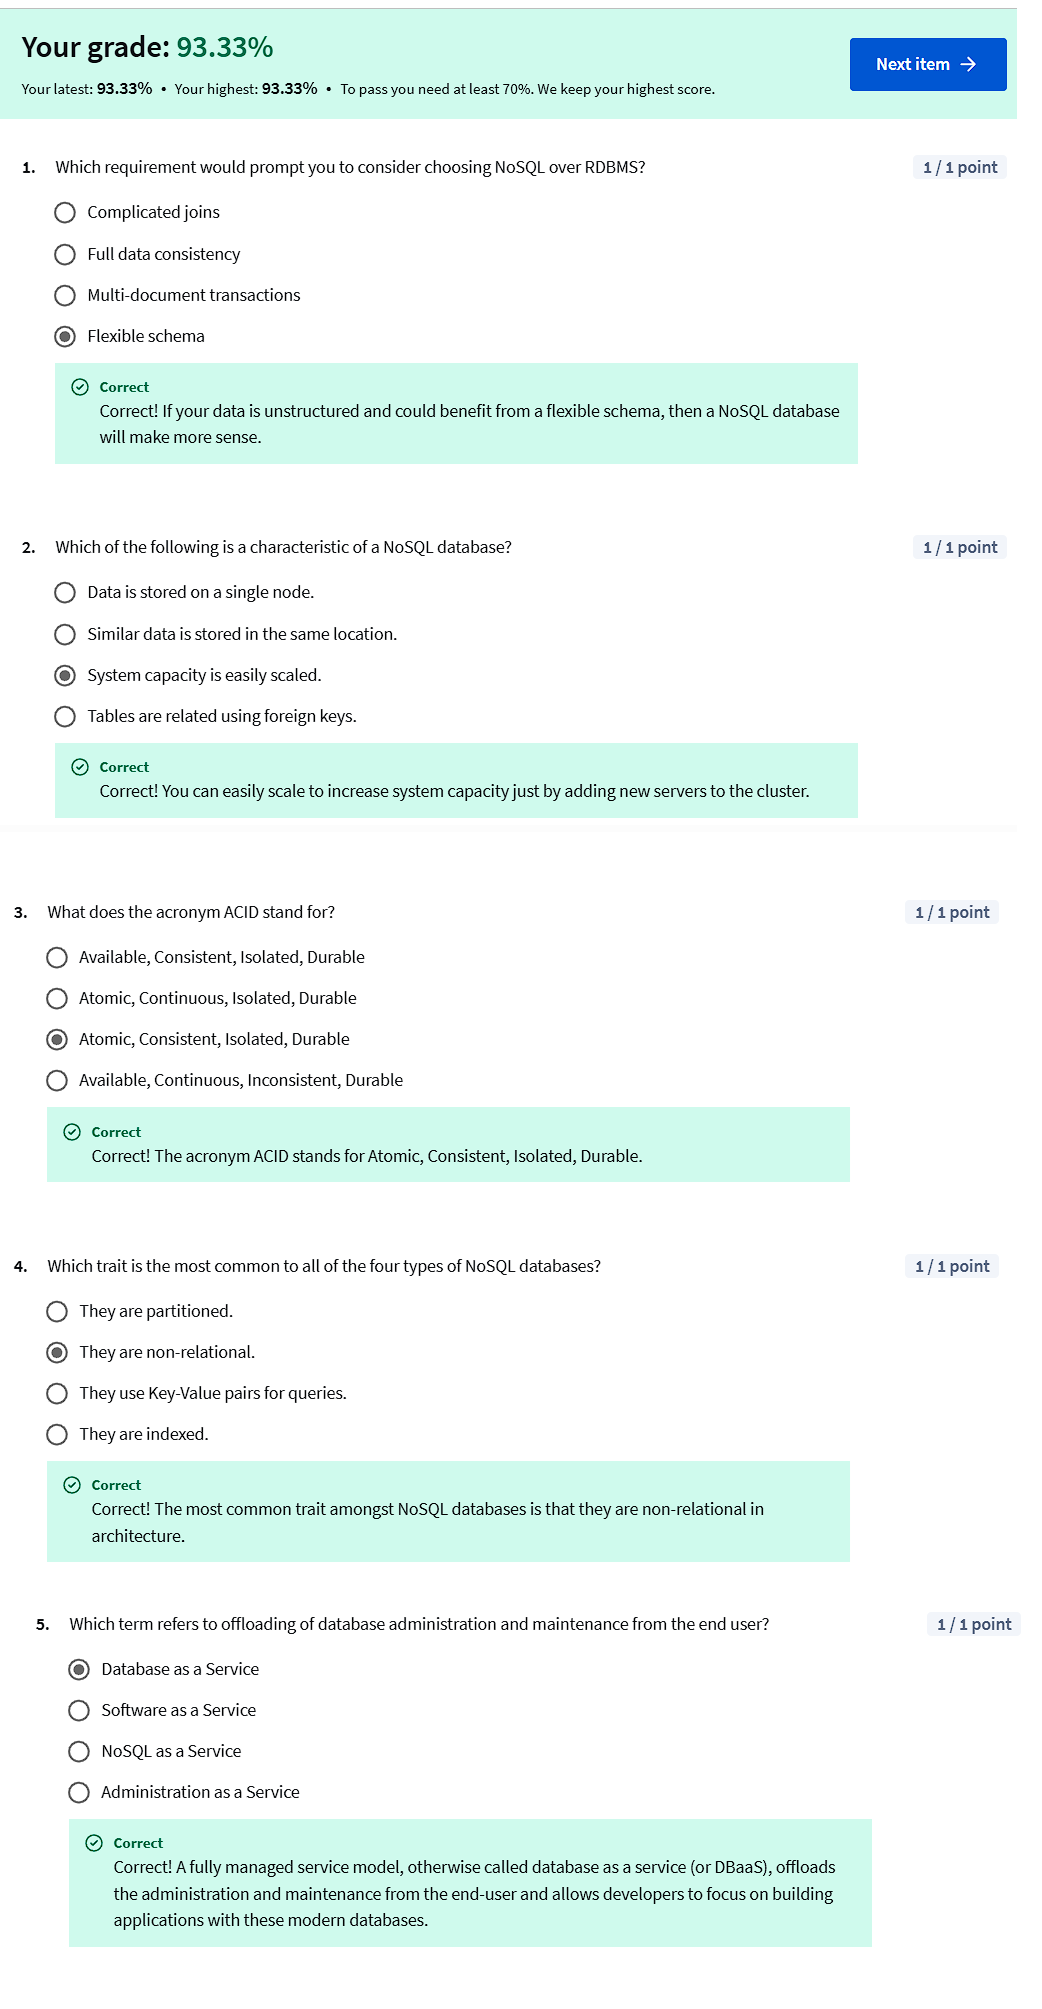 Your grade: 93.33%
Next item →
Your latest: 93.33% • Your highest: 93.33% • To pass you need at least 70%. We keep your highest score.
1. Which requirement would prompt you to consider choosing NoSQL over RDBMS? 1 / 1 point
Complicated joins
Full data consistency
Multi-document transactions
Flexible schema
Correct
Correct! If your data is unstructured and could benefit from a flexible schema, then a NoSQL database
will make more sense.
2. Which of the following is a characteristic of a NoSQL database? 1 / 1 point
Data is stored on a single node.
Similar data is stored in the same location.
System capacity is easily scaled.
Tables are related using foreign keys.
Correct
Correct! You can easily scale to increase system capacity just by adding new servers to the cluster.
3. What does the acronym ACID stand for? 1 / 1 point
Available, Consistent, Isolated, Durable
Atomic, Continuous, Isolated, Durable
Atomic, Consistent, Isolated, Durable
Available, Continuous, Inconsistent, Durable
Correct
Correct! The acronym ACID stands for Atomic, Consistent, Isolated, Durable.
4. Which trait is the most common to all of the four types of NoSQL databases? 1 / 1 point
They are partitioned.
They are non-relational.
They use Key-Value pairs for queries.
They are indexed.
Correct
Correct! The most common trait amongst NoSQL databases is that they are non-relational in
architecture.
5. Which term refers to offloading of database administration and maintenance from the end user? 1 / 1 point
Database as a Service
Software as a Service
NoSQL as a Service
Administration as a Service
Correct
Correct! A fully managed service model, otherwise called database as a service (or DBaaS), offloads
the administration and maintenance from the end-user and allows developers to focus on building
applications with these modern databases.